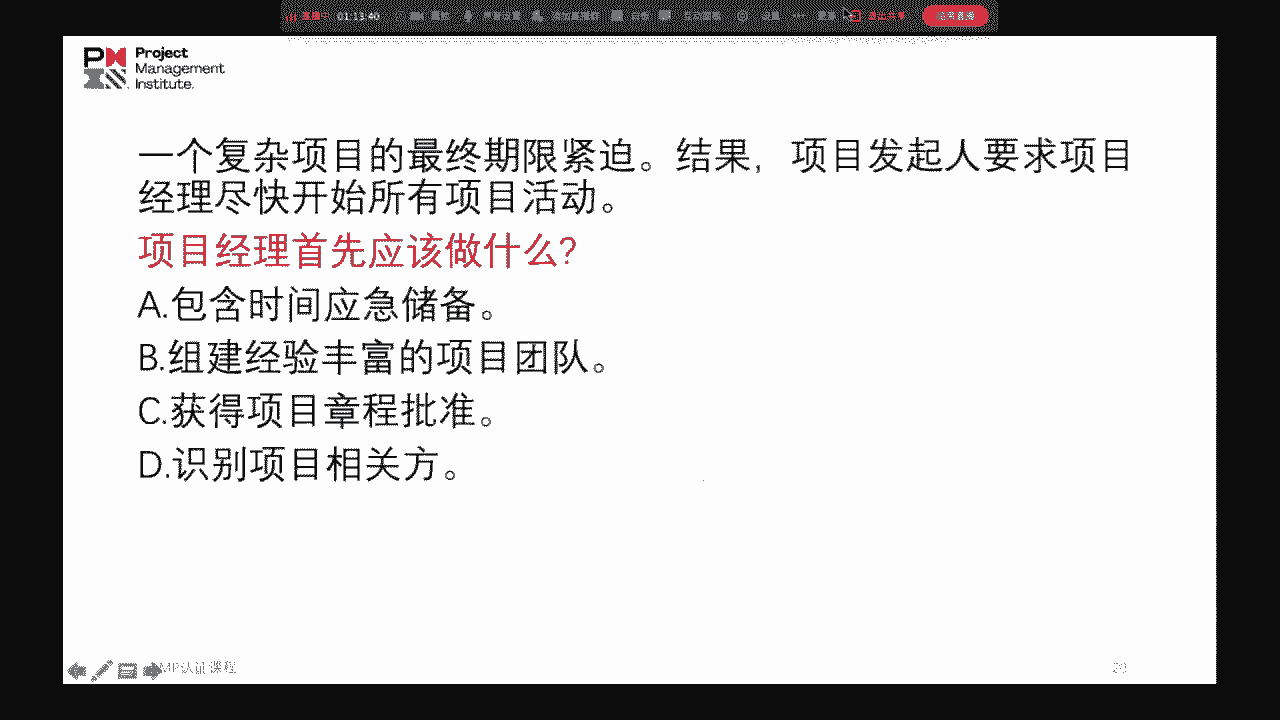 01:13:40
Project
Management
Institute.
一个复杂项目的最终期限紧迫。结果，项目发起人要求项目
经理尽快开始所有项目活动。
项目经理首先应该做什么?
A.包含时间应急储备。
B.组建经验丰富的项目团队。
C.获得项目章程批准。
D.识别项目相关方。
MP认证课程